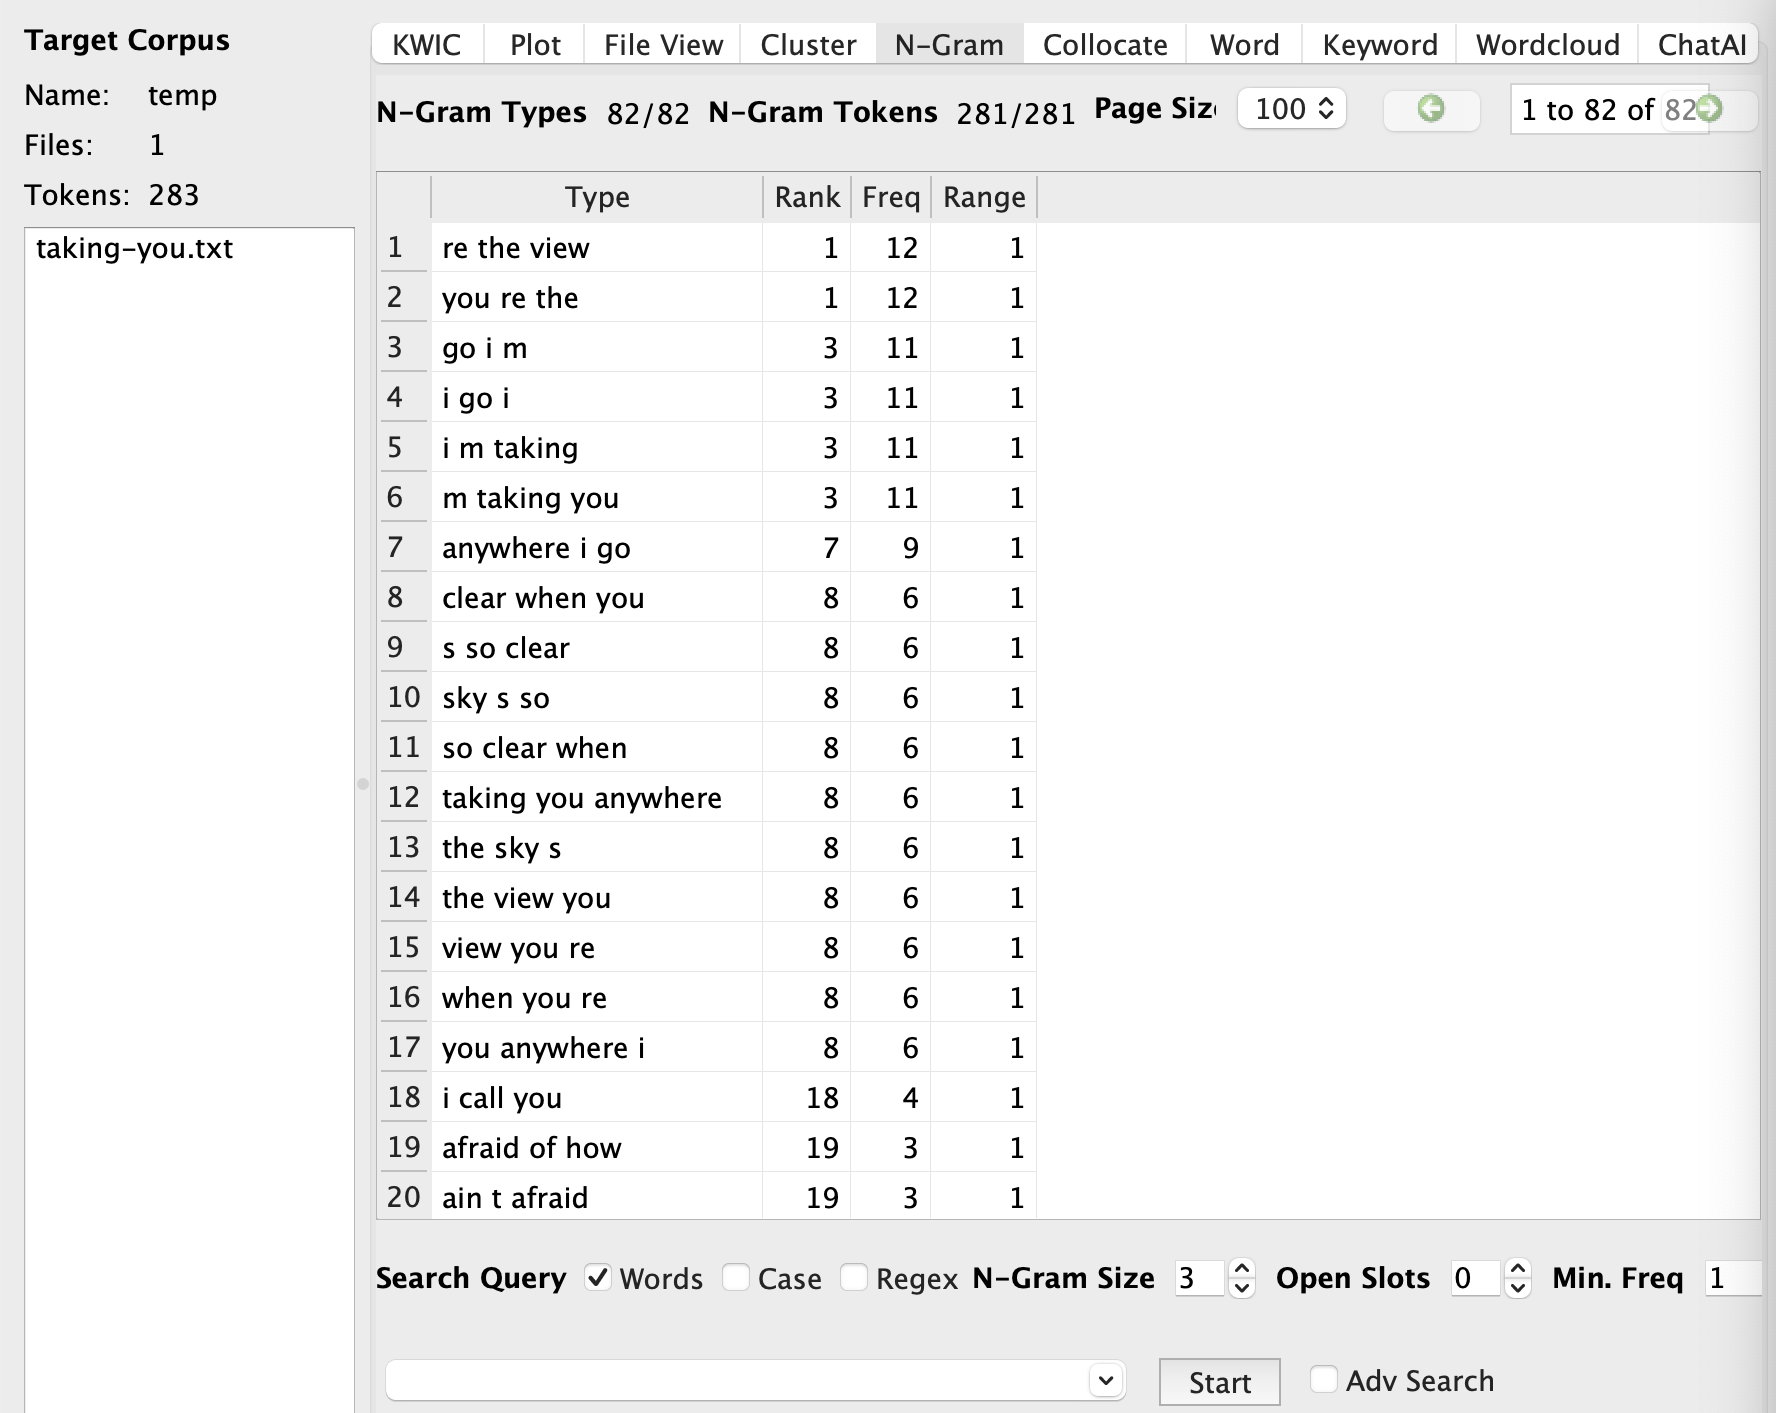 Target Corpus
Name: temp
Files: 1
Tokens: 283
taking-you.txt
KWIC Plot File View Cluster N-Gram Collocate Word Keyword Wordcloud ChatAI
N-Gram Types 82/82 N-Gram Tokens 281/281 Page Siz 100 1 to 82 of 82
Type Rank Freq Range
1 re the view 1 12 1
2 you re the 1 12 1
3 go i m 3 11 1
4 i go i 3 11 1
5 i m taking 3 11 1
6 m taking you 3 11 1
7 anywhere i go 7 9 1
8 clear when you 8 6 1
9 s so clear 8 6 1
10 sky s so 8 6 1
11 so clear when 8 6 1
12 taking you anywhere 8 6 1
13 the sky s 8 6 1
14 the view you 8 6 1
15 view you re 8 6 1
16 when you re 8 6 1
17 you anywhere i 8 6 1
18 i call you 18 4 1
19 afraid of how 19 3 1
20 ain t afraid 19 3 1
Search Query Words Case Regex N-Gram Size 3 Open Slots 0 Min. Freq 1
Start Adv Search